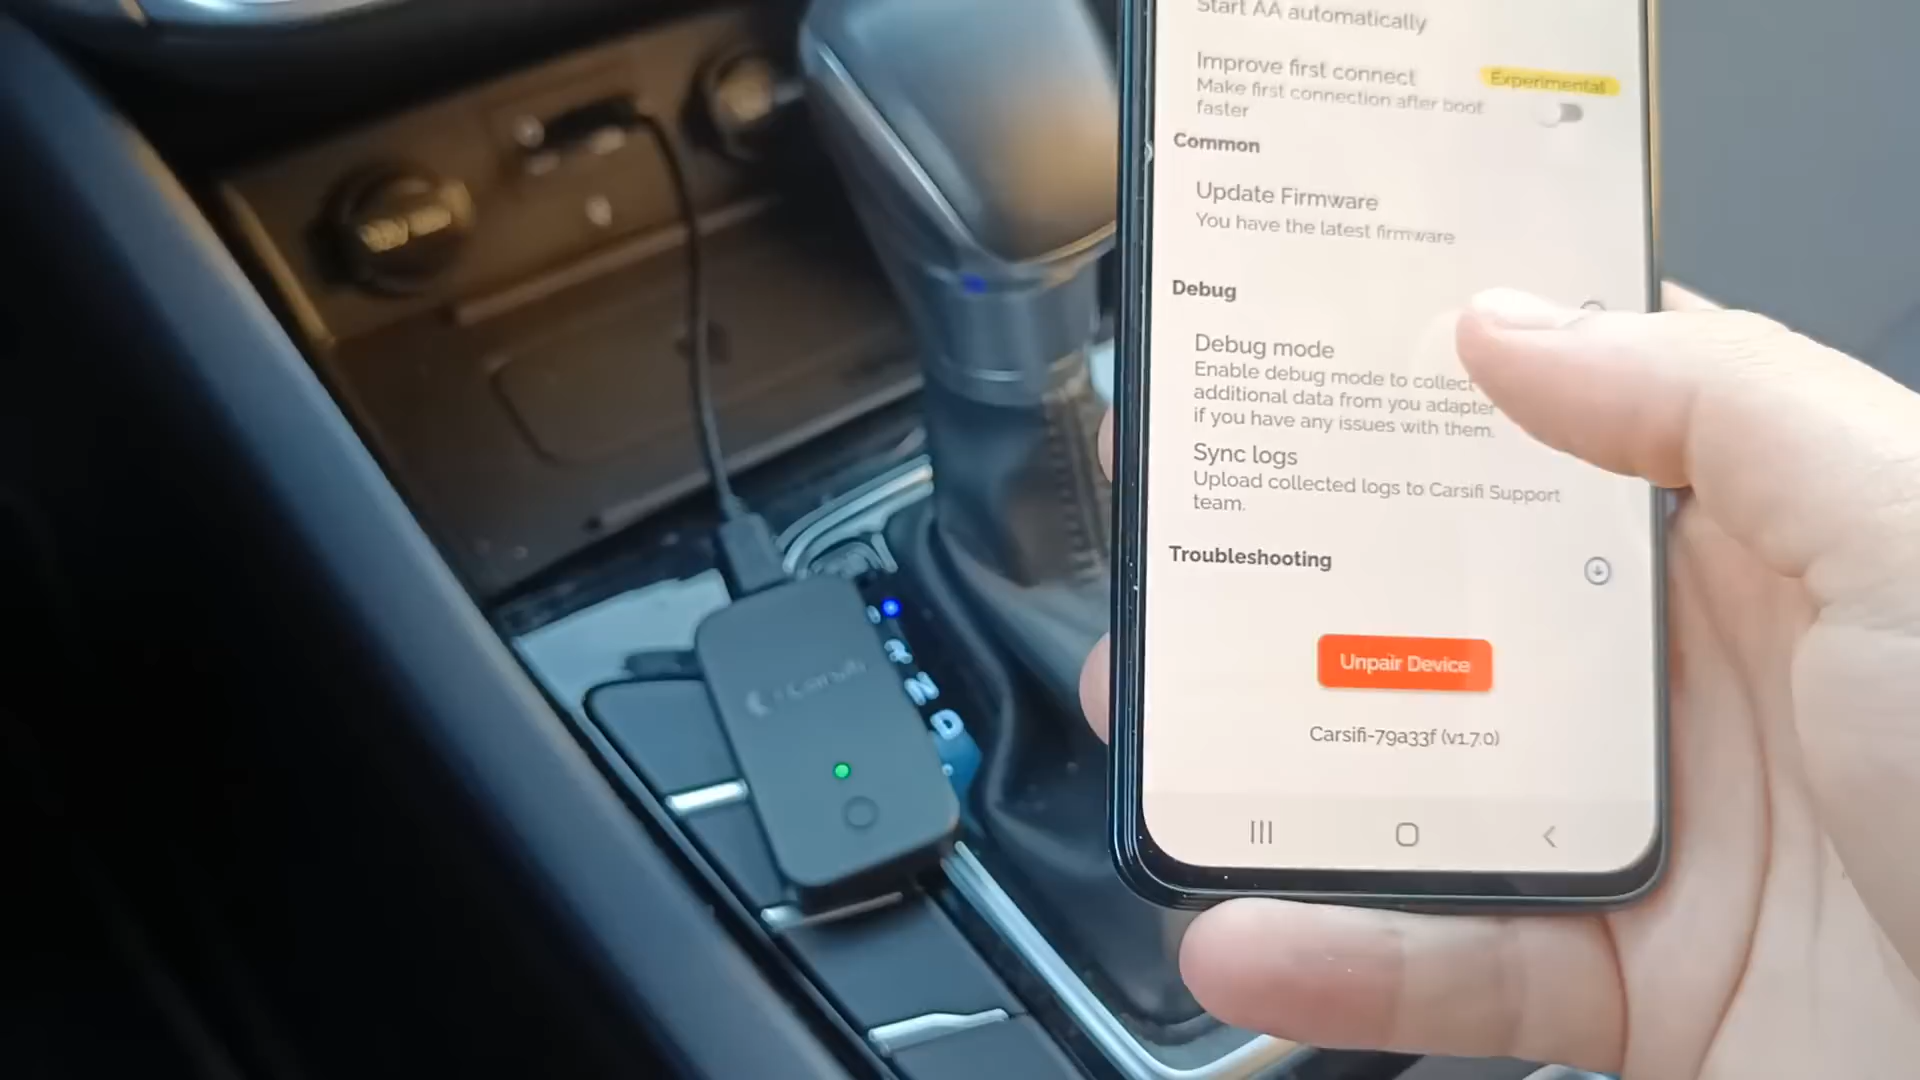 Start AA automatically
Improve first connect
Experimental
Make first connection after boot
faster
Common
Update Firmware
You have the latest firmware
Debug
Debug mode
Enable debug mode to collect
additional data from you adapter
if you have any issues with them.
Sync logs
Upload collected logs to Carsifi Support
team.
Troubleshooting
Unpair Device
Carsifi-79a33f (v1.7.0)
Carsifi
R
N
D